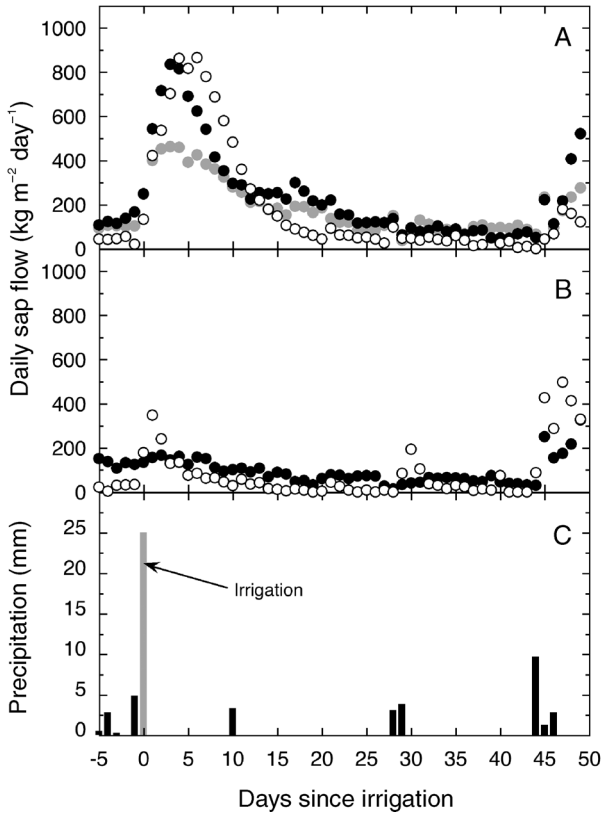 1000
800
600
400
200
0
A
Daily sap flow (kg m⁻² day⁻¹)
1000
800
600
400
200
0
B
25
20
15
10
5
0
C
Precipitation (mm)
Irrigation
-5 0 5 10 15 20 25 30 35 40 45 50
Days since irrigation